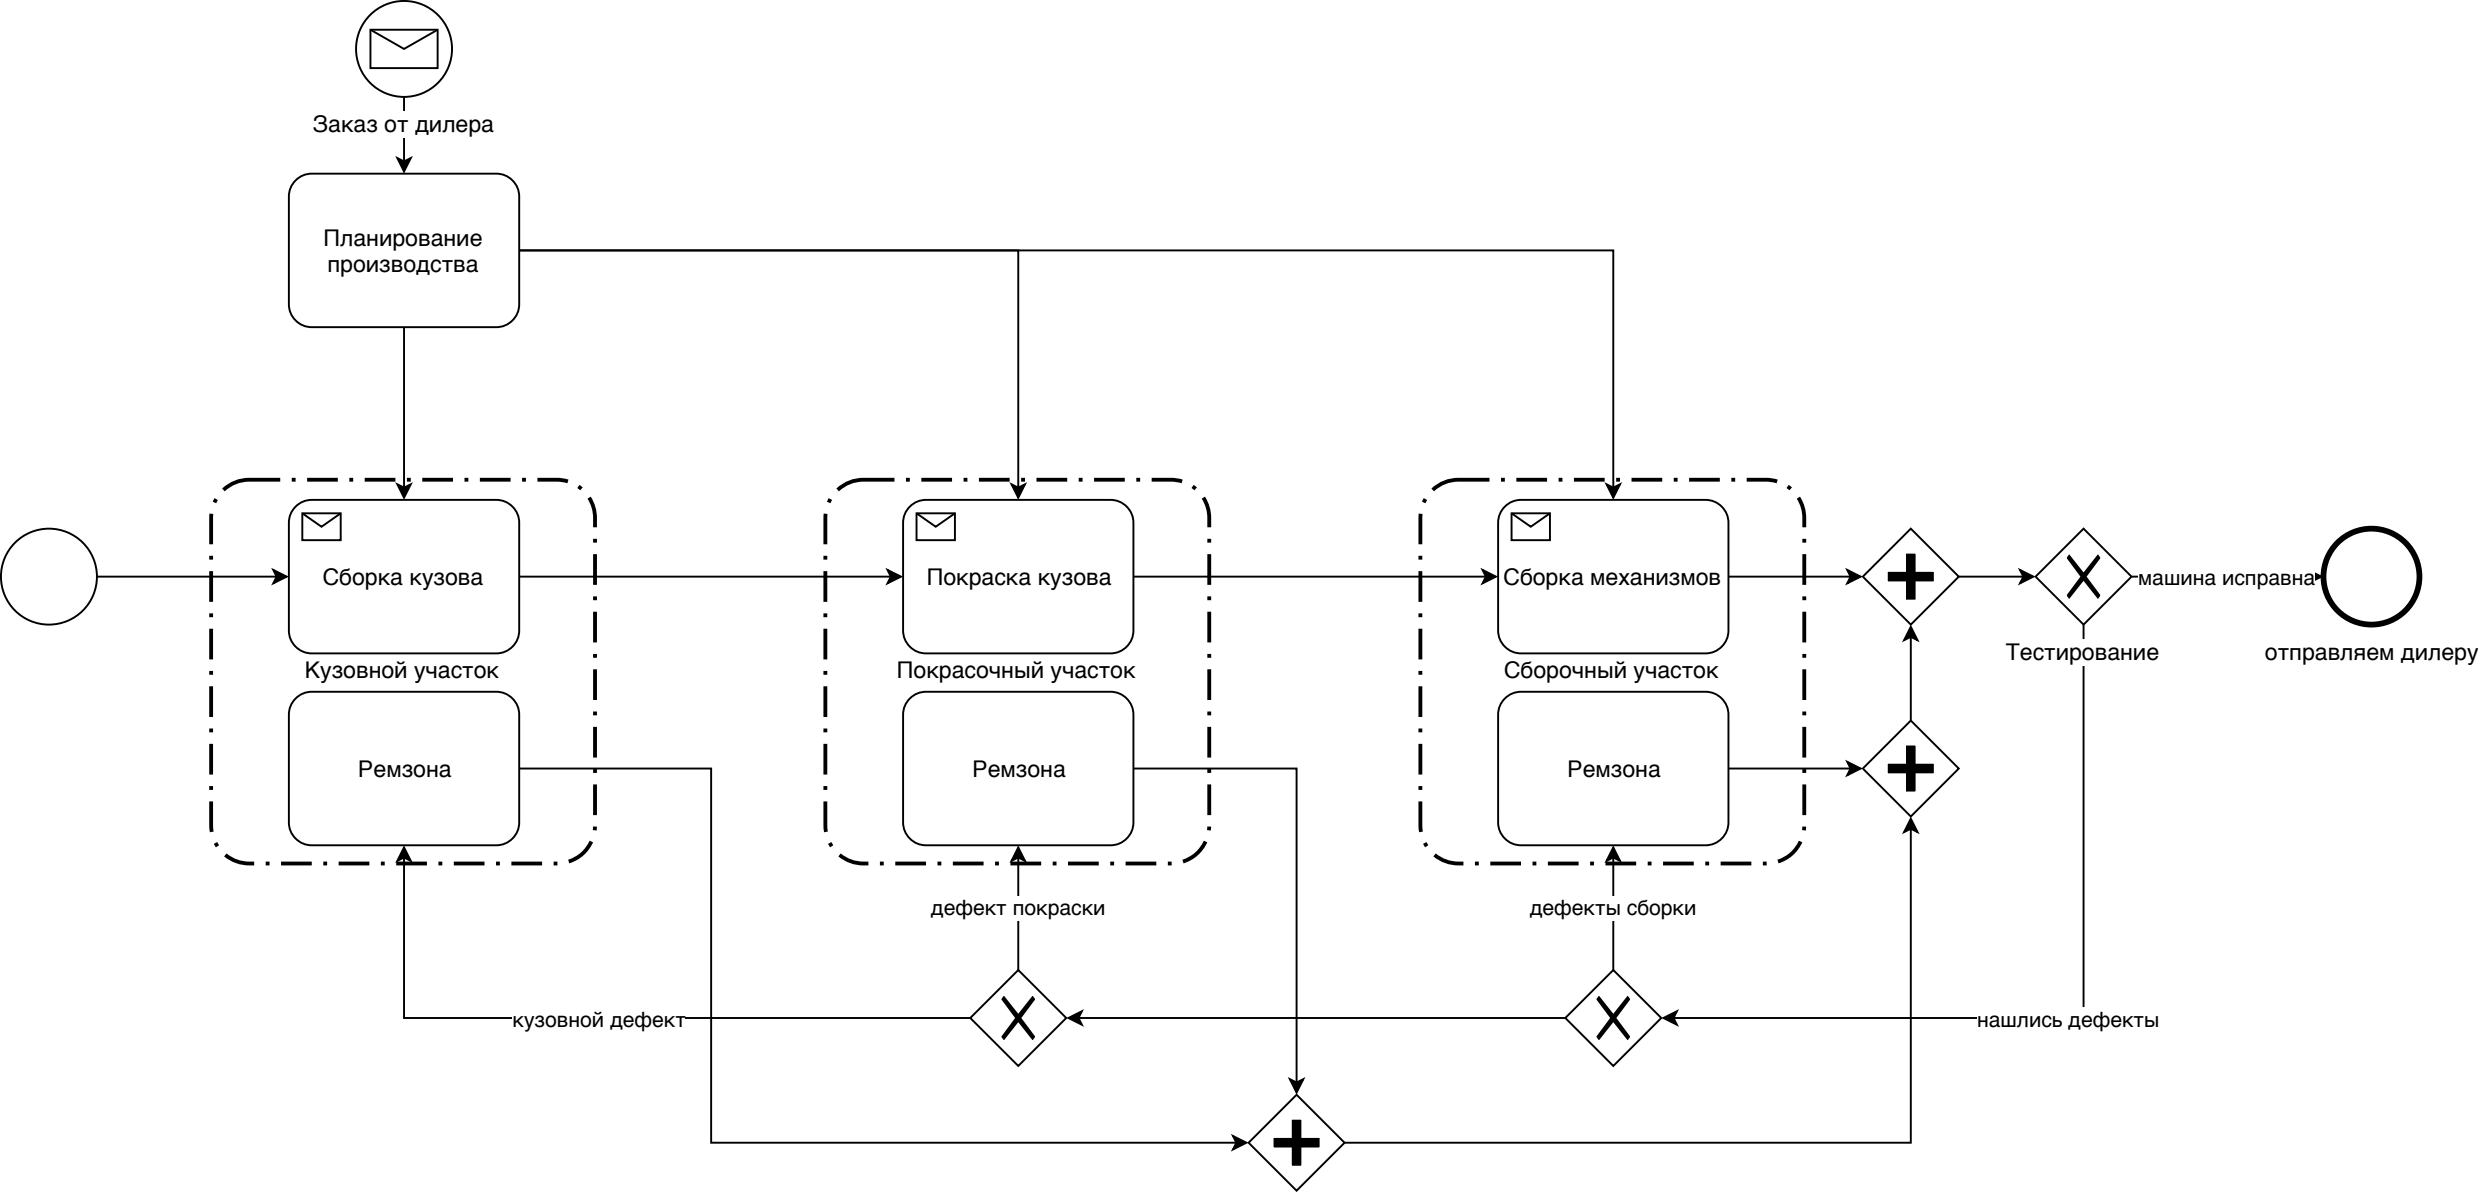 Заказ от дилера
Планирование
производства
Сборка кузова
Покраска кузова
Сборка механизмов
машина исправна
Кузовной участок
Покрасочный участок
Сборочный участок
Тестирование
отправляем дилеру
Ремзона
Ремзона
Ремзона
дефект покраски
дефекты сборки
кузовной дефект
нашлись дефекты